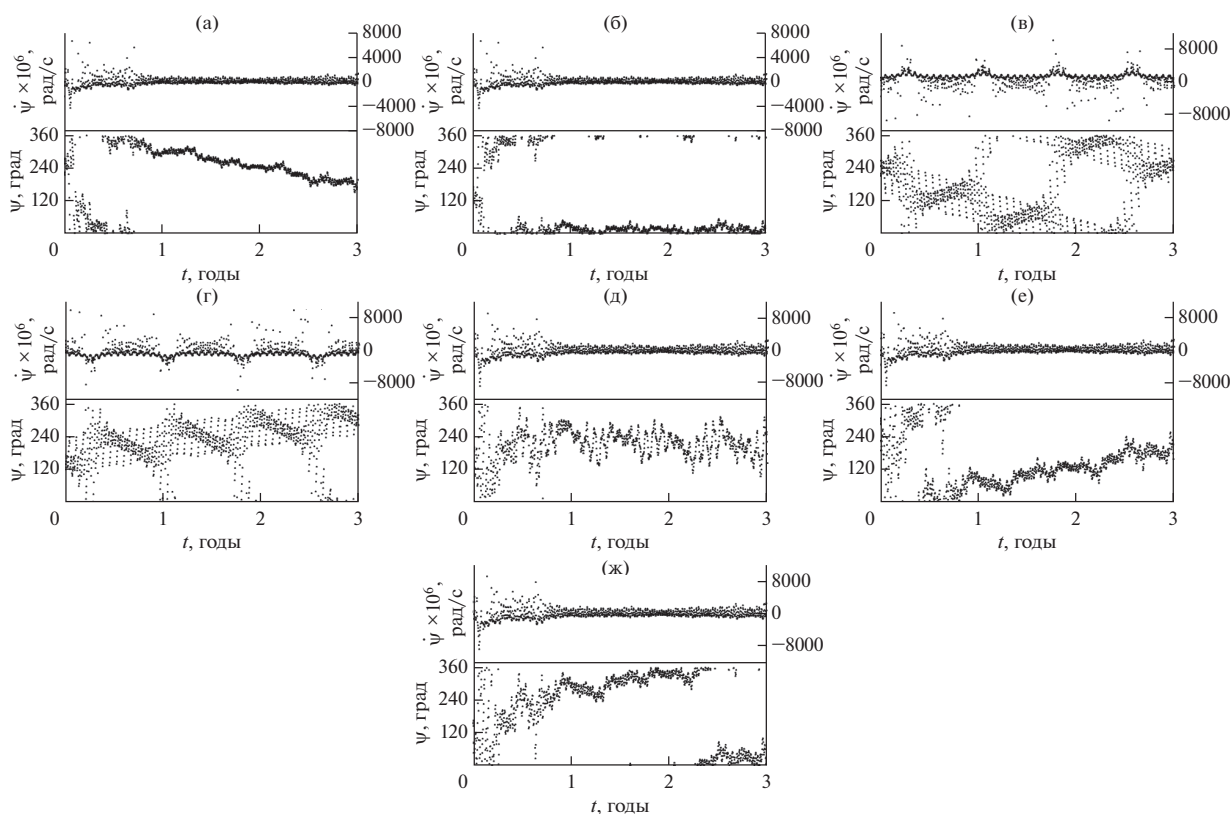 (а)
ψ̇ × 10⁶,
рад/с
8000
4000
0
−4000
−8000
ψ, град
360
240
120
0
1
2
3
t, годы
(б)
ψ̇ × 10⁶,
рад/с
8000
4000
0
−4000
−8000
ψ, град
360
240
120
0
1
2
3
t, годы
(в)
ψ̇ × 10⁶,
рад/с
8000
0
−8000
ψ, град
360
240
120
0
1
2
3
t, годы
(г)
ψ̇ × 10⁶,
рад/с
8000
0
−8000
ψ, град
360
240
120
0
1
2
3
t, годы
(д)
ψ̇ × 10⁶,
рад/с
8000
0
−8000
ψ, град
360
240
120
0
1
2
3
t, годы
(е)
ψ̇ × 10⁶,
рад/с
8000
0
−8000
ψ, град
360
240
120
0
1
2
3
t, годы
(ж)
ψ̇ × 10⁶,
рад/с
8000
0
−8000
ψ, град
360
240
120
0
1
2
3
t, годы